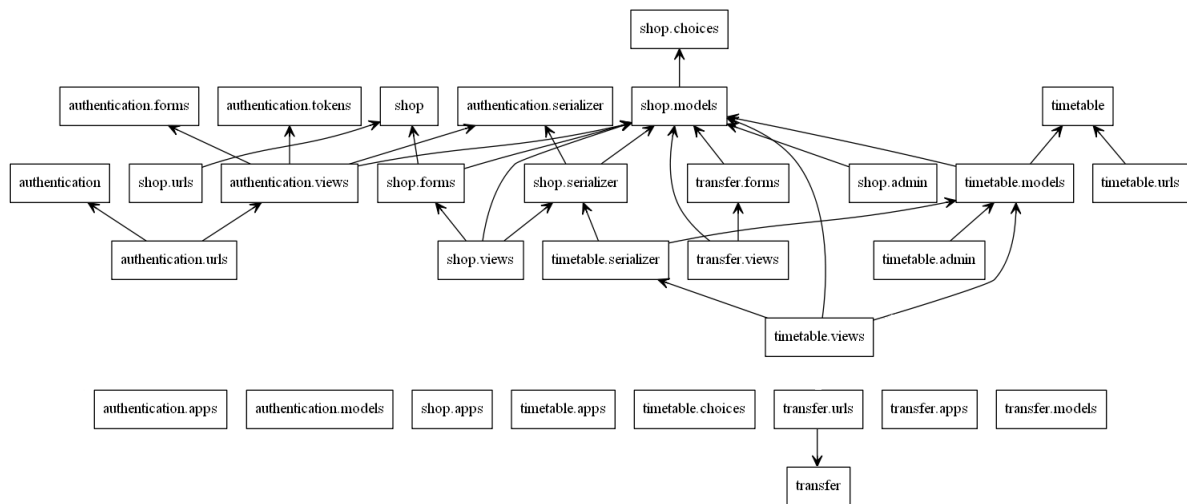 shop.choices
authentication.forms
authentication.tokens
shop
authentication.serializer
shop.models
timetable
authentication
shop.urls
authentication.views
shop.forms
shop.serializer
transfer.forms
shop.admin
timetable.models
timetable.urls
authentication.urls
shop.views
timetable.serializer
transfer.views
timetable.admin
timetable.views
authentication.apps
authentication.models
shop.apps
timetable.apps
timetable.choices
transfer.urls
transfer.apps
transfer.models
transfer